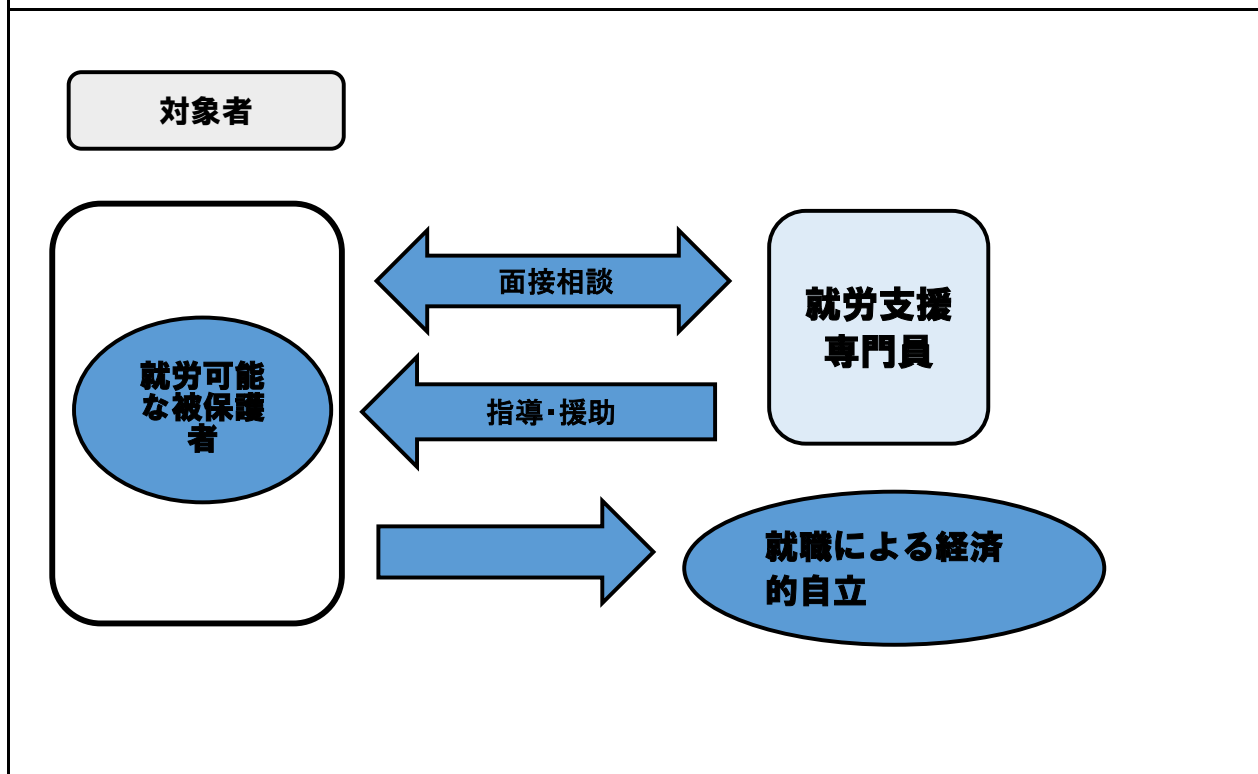 対象者
面接相談
就労支援
専門員
就労可能
な被保護
者
指導・援助
就職による経済
的自立